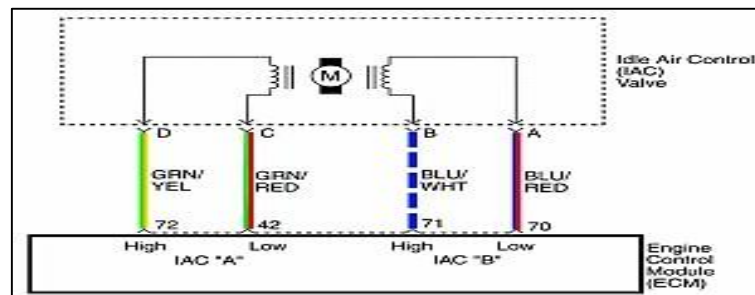 Idle Air Control
(IAC)
Valve
M
D C B A
GRN/
YEL
GRN/
RED
BLU/
WHT
BLU/
RED
72 42 71 70
High Low High Low
IAC "A" IAC "B"
Engine
Control
Module
(ECM)